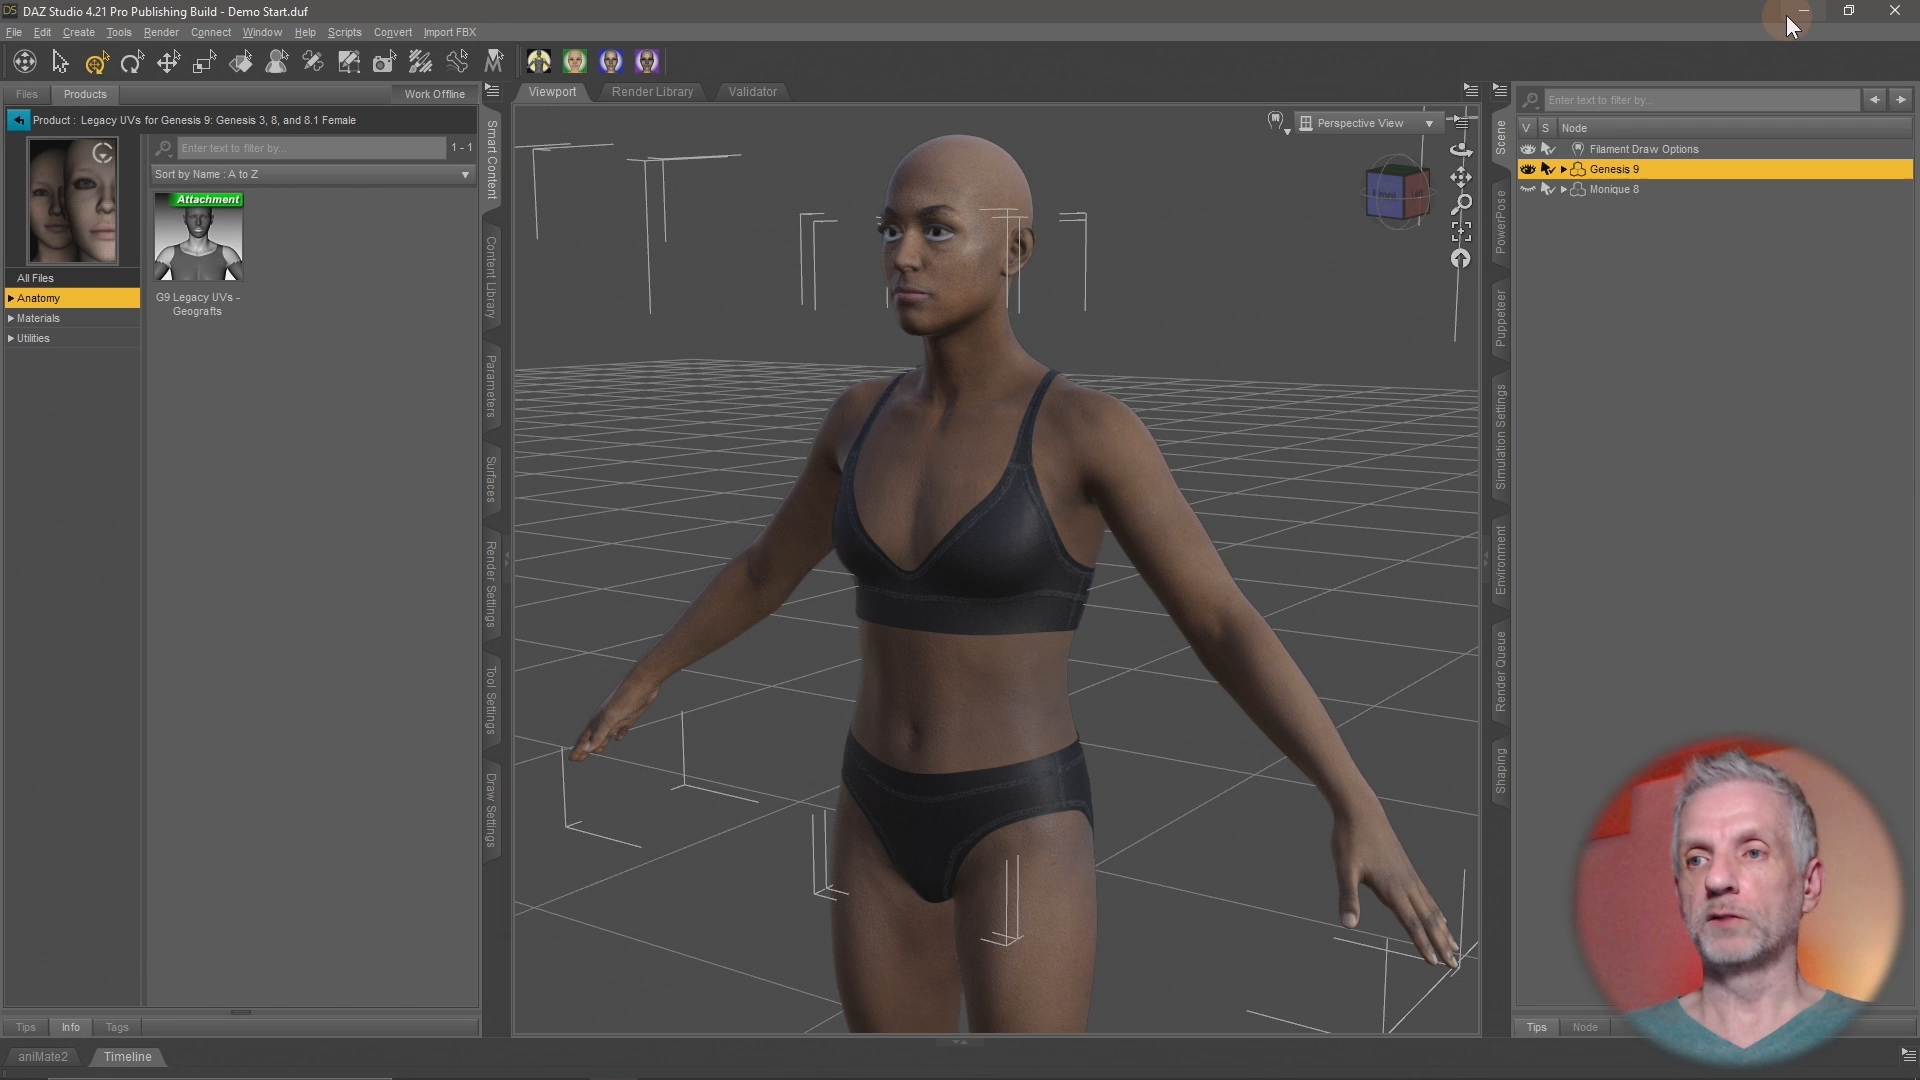 DAZ Studio 4.21 Pro Publishing Build - Demo Start.duf
File Edit Create Tools Render Connect Window Help Scripts Convert Import FBX
Files Products Work Offline
Product : Legacy UVs for Genesis 9: Genesis 3, 8, and 8.1 Female
Enter text to filter by... 1 - 1
Sort by Name : A to Z
Attachment
G9 Legacy UVs -
Geografts
All Files
Anatomy
Materials
Utilities
Tips Info Tags
aniMate2 Timeline
Smart Content
Content Library
Parameters
Surfaces
Render Settings
Tool Settings
Draw Settings
Viewport Render Library Validator
Perspective View
Front
Scene
PowerPose
Puppeteer
Simulation Settings
Environment
Render Queue
Shaping
Enter text to filter by...
V S Node
Filament Draw Options
Genesis 9
Monique 8
Tips Node